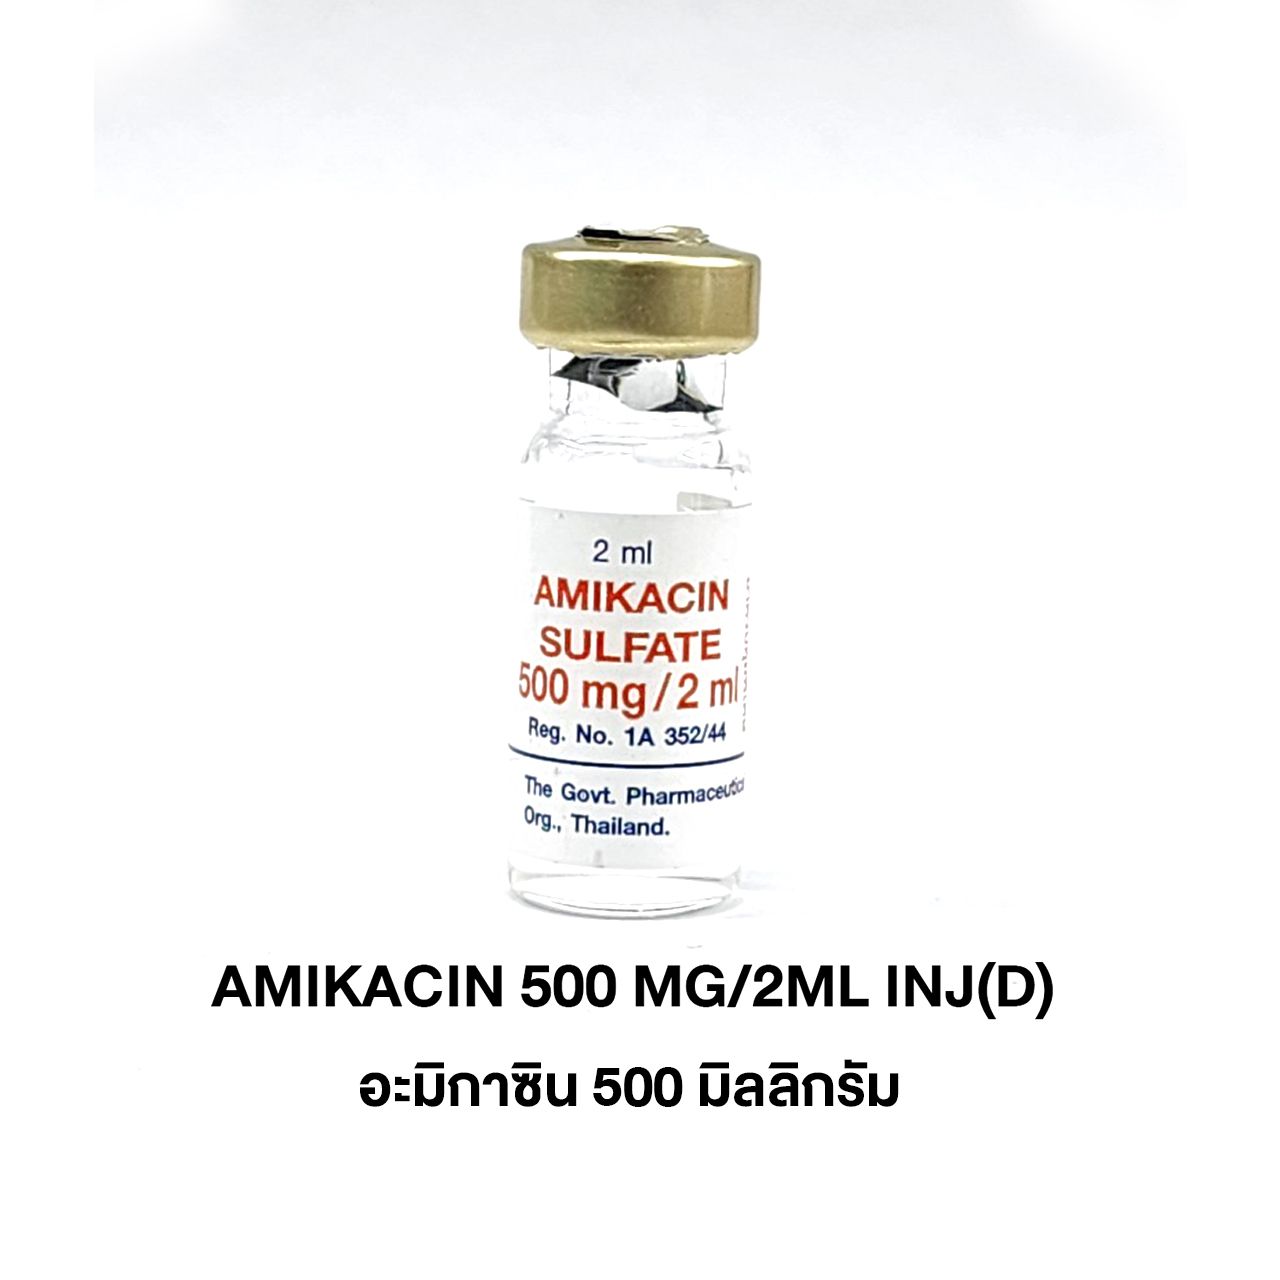 2 ml
AMIKACIN
SULFATE
500 mg/2 ml
Reg. No. 1A 352/44
The Govt. Pharmaceutic
Org., Thailand.
AMIKACIN 500 MG/2ML INJ(D)
อะมิกาซิน 500 มิลลิกรัม